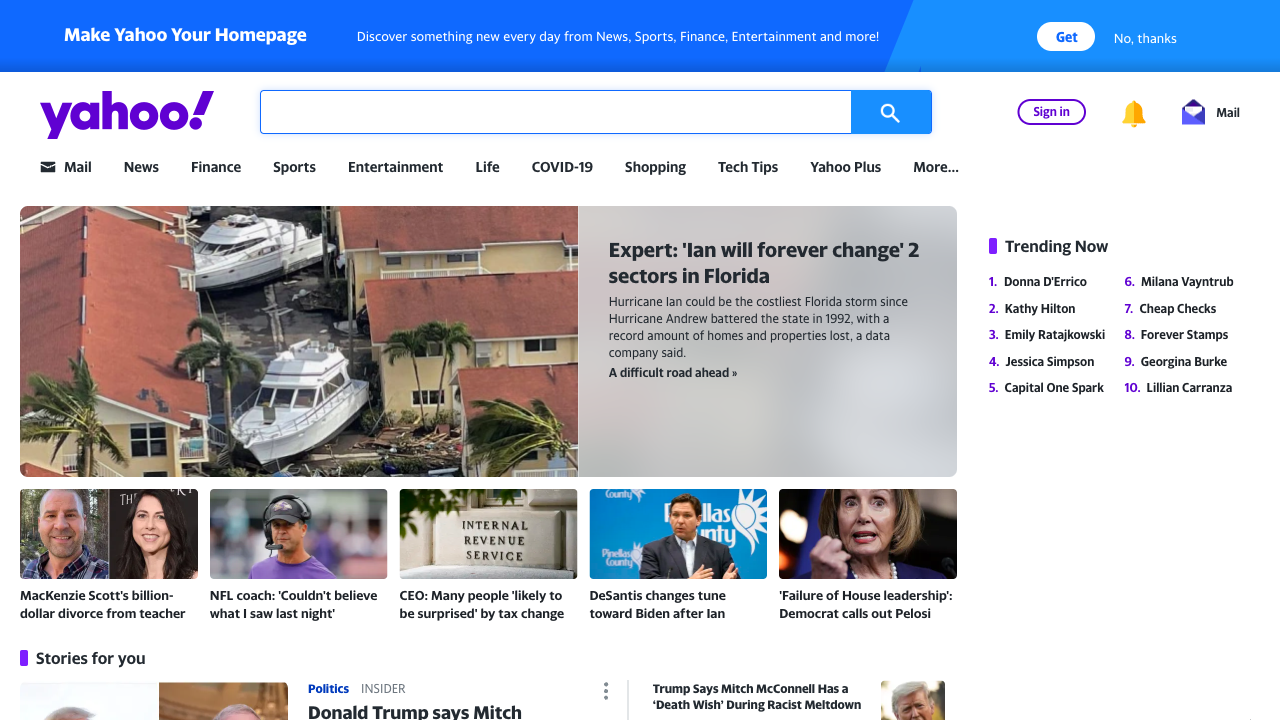 Make Yahoo Your Homepage
Discover something new every day from News, Sports, Finance, Entertainment and more!
Get
No, thanks
yahoo!
Sign in
Mail
Mail
News
Finance
Sports
Entertainment
Life
COVID-19
Shopping
Tech Tips
Yahoo Plus
More...
Expert: 'Ian will forever change' 2
sectors in Florida
Hurricane Ian could be the costliest Florida storm since
Hurricane Andrew battered the state in 1992, with a
record amount of homes and properties lost, a data
company said.
A difficult road ahead »
Trending Now
1. Donna D'Errico
2. Kathy Hilton
3. Emily Ratajkowski
4. Jessica Simpson
5. Capital One Spark
6. Milana Vayntrub
7. Cheap Checks
8. Forever Stamps
9. Georgina Burke
10. Lillian Carranza
INTERNAL
REVENUE
SERVICE
County
Pinellas
County
MacKenzie Scott's billion-
dollar divorce from teacher
NFL coach: 'Couldn't believe
what I saw last night'
CEO: Many people 'likely to
be surprised' by tax change
DeSantis changes tune
toward Biden after Ian
'Failure of House leadership':
Democrat calls out Pelosi
Stories for you
Politics INSIDER
Donald Trump says Mitch
Trump Says Mitch McConnell Has a
'Death Wish' During Racist Meltdown